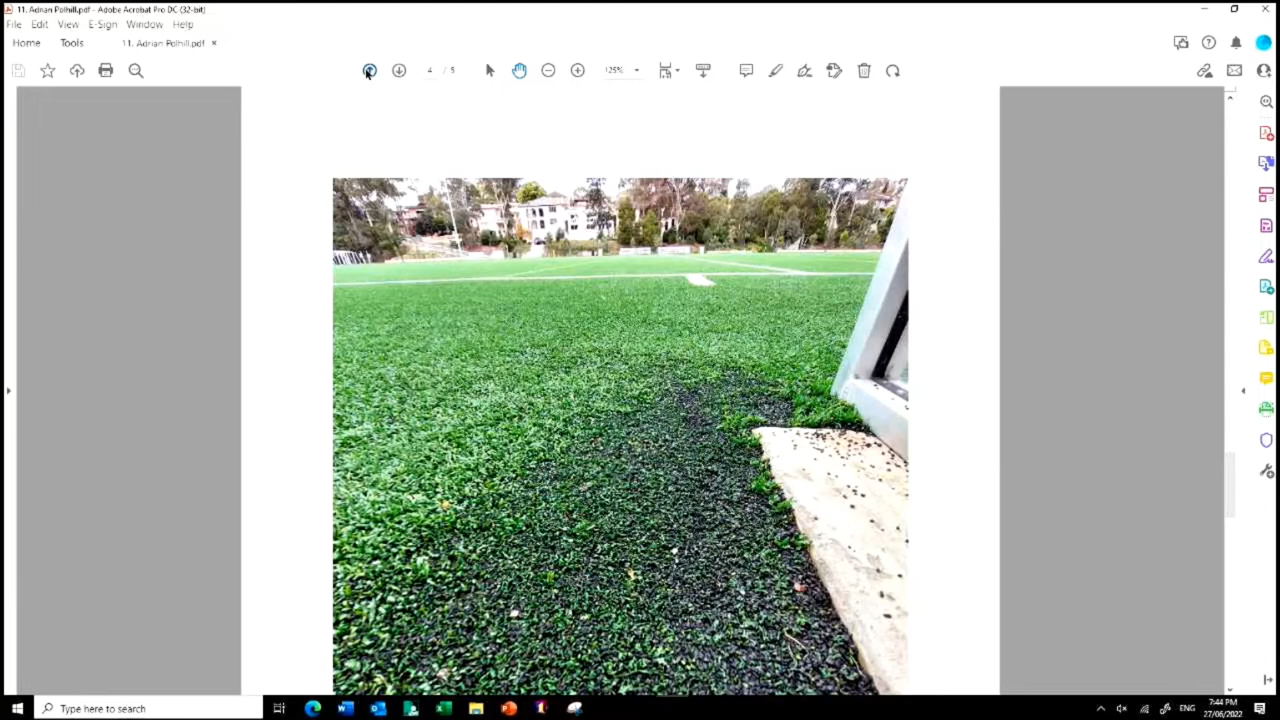 11. Adrian Polhill.pdf - Adobe Acrobat Pro DC (32-bit)
File Edit View E-Sign Window Help
Home Tools 11. Adrian Polhill.pdf ×
4 / 5 125%
Type here to search
ENG
7:44 PM
27/06/2022